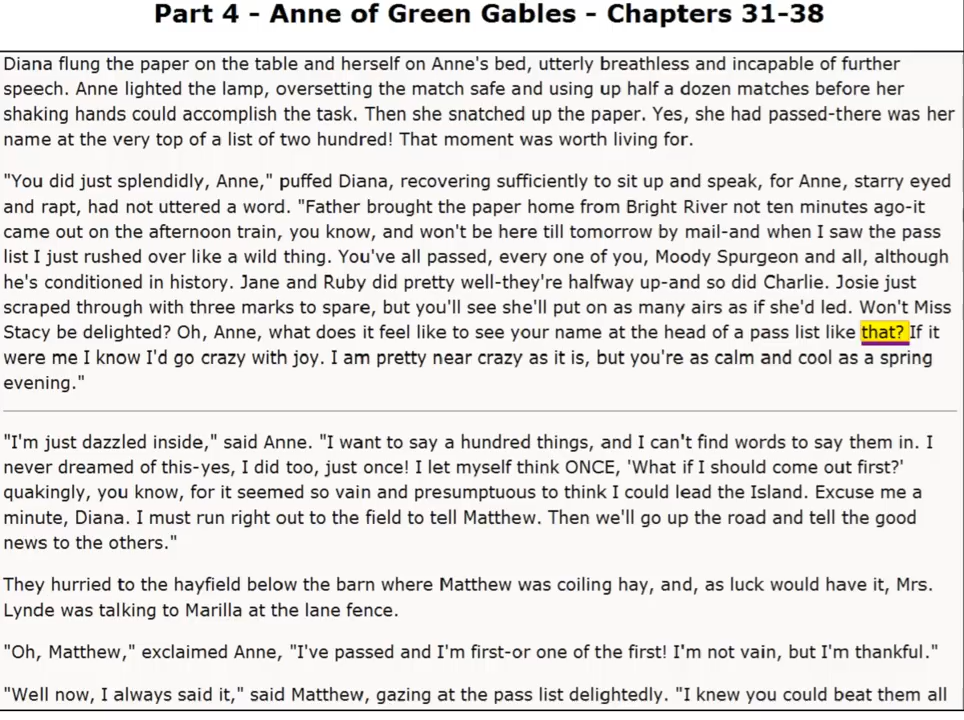 Part 4 - Anne of Green Gables - Chapters 31-38
Diana flung the paper on the table and herself on Anne's bed, utterly breathless and incapable of further
speech. Anne lighted the lamp, oversetting the match safe and using up half a dozen matches before her
shaking hands could accomplish the task. Then she snatched up the paper. Yes, she had passed-there was her
name at the very top of a list of two hundred! That moment was worth living for.
"You did just splendidly, Anne," puffed Diana, recovering sufficiently to sit up and speak, for Anne, starry eyed
and rapt, had not uttered a word. "Father brought the paper home from Bright River not ten minutes ago-it
came out on the afternoon train, you know, and won't be here till tomorrow by mail-and when I saw the pass
list I just rushed over like a wild thing. You've all passed, every one of you, Moody Spurgeon and all, although
he's conditioned in history. Jane and Ruby did pretty well-they're halfway up-and so did Charlie. Josie just
scraped through with three marks to spare, but you'll see she'll put on as many airs as if she'd led. Won't Miss
Stacy be delighted? Oh, Anne, what does it feel like to see your name at the head of a pass list like that? If it
were me I know I'd go crazy with joy. I am pretty near crazy as it is, but you're as calm and cool as a spring
evening."
"I'm just dazzled inside," said Anne. "I want to say a hundred things, and I can't find words to say them in. I
never dreamed of this-yes, I did too, just once! I let myself think ONCE, 'What if I should come out first?'
quakingly, you know, for it seemed so vain and presumptuous to think I could lead the Island. Excuse me a
minute, Diana. I must run right out to the field to tell Matthew. Then we'll go up the road and tell the good
news to the others."
They hurried to the hayfield below the barn where Matthew was coiling hay, and, as luck would have it, Mrs.
Lynde was talking to Marilla at the lane fence.
"Oh, Matthew," exclaimed Anne, "I've passed and I'm first-or one of the first! I'm not vain, but I'm thankful."
"Well now, I always said it," said Matthew, gazing at the pass list delightedly. "I knew you could beat them all